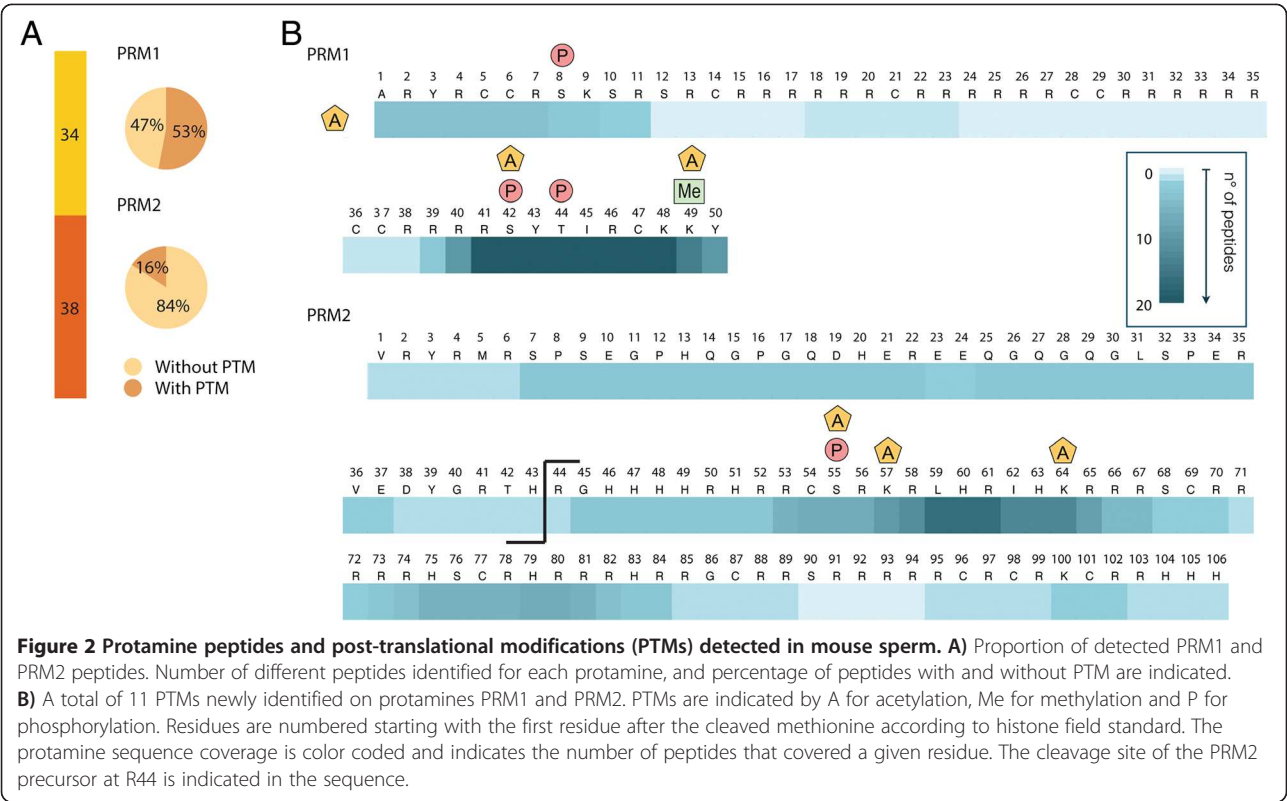 A
B
PRM1
34
47%
53%
PRM2
38
16%
84%
Without PTM
With PTM
PRM1
P
1 2 3 4 5 6 7 8 9 10 11 12 13 14 15 16 17 18 19 20 21 22 23 24 25 26 27 28 29 30 31 32 33 34 35
A R Y R C C R S K S R S R C R R R R R R C R R R R R R C C R R R R R R
A
A A
P P Me
36 37 38 39 40 41 42 43 44 45 46 47 48 49 50
C C R R R R S Y T I R C K K Y
0
10
20
n° of peptides
PRM2
1 2 3 4 5 6 7 8 9 10 11 12 13 14 15 16 17 18 19 20 21 22 23 24 25 26 27 28 29 30 31 32 33 34 35
V R Y R M R S P S E G P H Q G P G Q D H E R E E Q G Q G Q G L S P E R
A
P A A
36 37 38 39 40 41 42 43 44 45 46 47 48 49 50 51 52 53 54 55 56 57 58 59 60 61 62 63 64 65 66 67 68 69 70 71
V E D Y G R T H R G H H H H R H R R C S R K R L H R I H K R R R S C R R
72 73 74 75 76 77 78 79 80 81 82 83 84 85 86 87 88 89 90 91 92 93 94 95 96 97 98 99 100 101 102 103 104 105 106
R R R H S C R H R R R H R R G C R R S R R R R R C R C R K C R R H H H
Figure 2 Protamine peptides and post-translational modifications (PTMs) detected in mouse sperm. A) Proportion of detected PRM1 and
PRM2 peptides. Number of different peptides identified for each protamine, and percentage of peptides with and without PTM are indicated.
B) A total of 11 PTMs newly identified on protamines PRM1 and PRM2. PTMs are indicated by A for acetylation, Me for methylation and P for
phosphorylation. Residues are numbered starting with the first residue after the cleaved methionine according to histone field standard. The
protamine sequence coverage is color coded and indicates the number of peptides that covered a given residue. The cleavage site of the PRM2
precursor at R44 is indicated in the sequence.